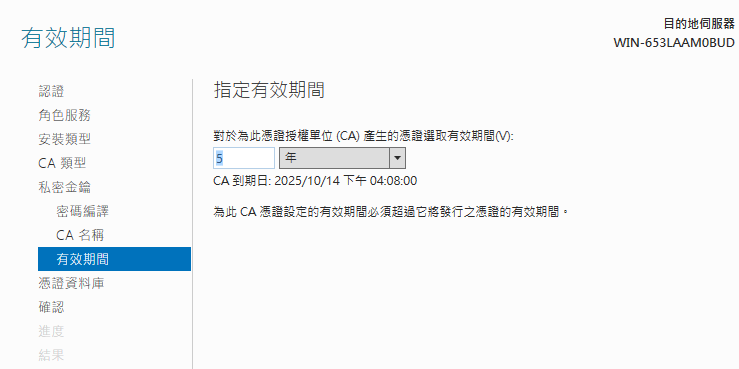 有效期間
目的地伺服器
WIN-653LAAM0BUD
認證
角色服務
安裝類型
CA 類型
私密金鑰
密碼編譯
CA 名稱
有效期間
憑證資料庫
確認
進度
結果
指定有效期間
對於為此憑證授權單位 (CA) 產生的憑證選取有效期間(V):
5 年
CA 到期日: 2025/10/14 下午 04:08:00
為此 CA 憑證設定的有效期間必須超過它將發行之憑證的有效期間。